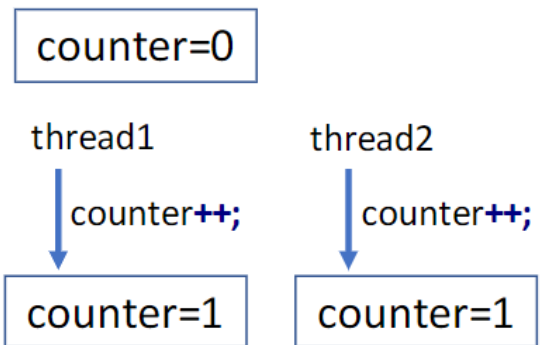 counter=0
thread1
thread2
counter++;
counter++;
counter=1
counter=1